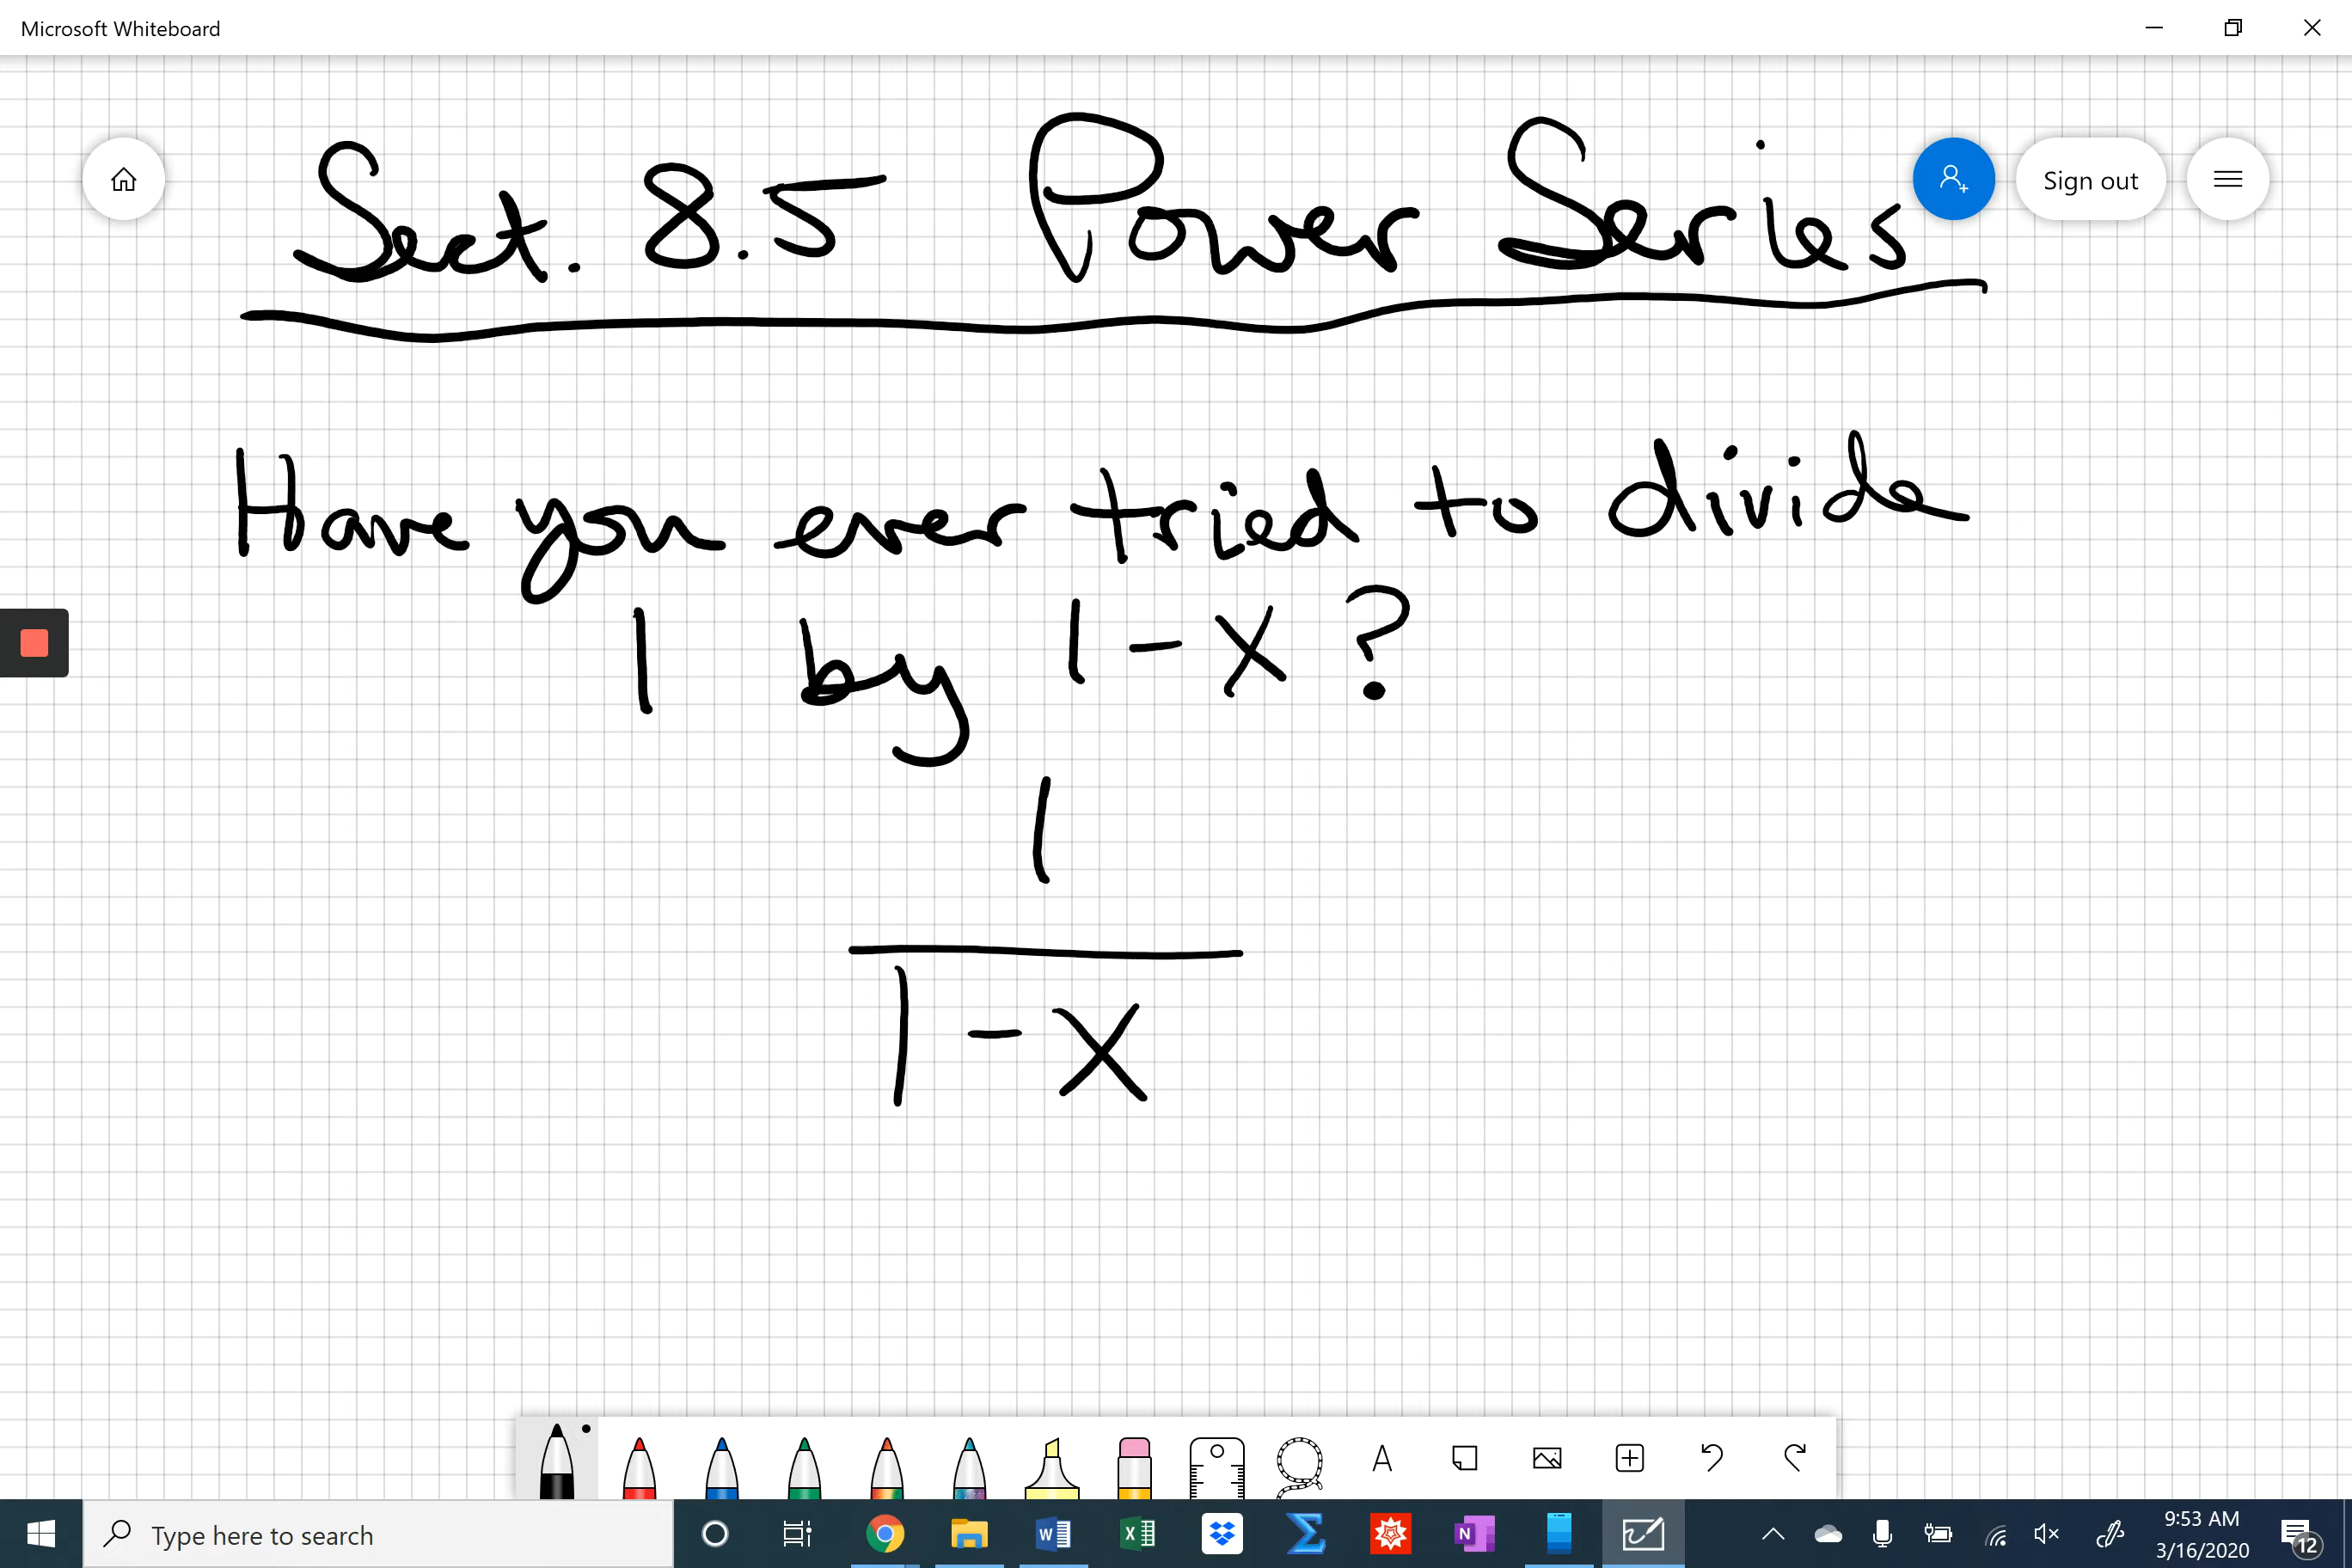 Microsoft Whiteboard
Sect. 8.5 Power Series
Sign out
Have you ever tried to divide
1 by 1-x?
1
1-x
A
Type here to search
9:53 AM
3/16/2020
12